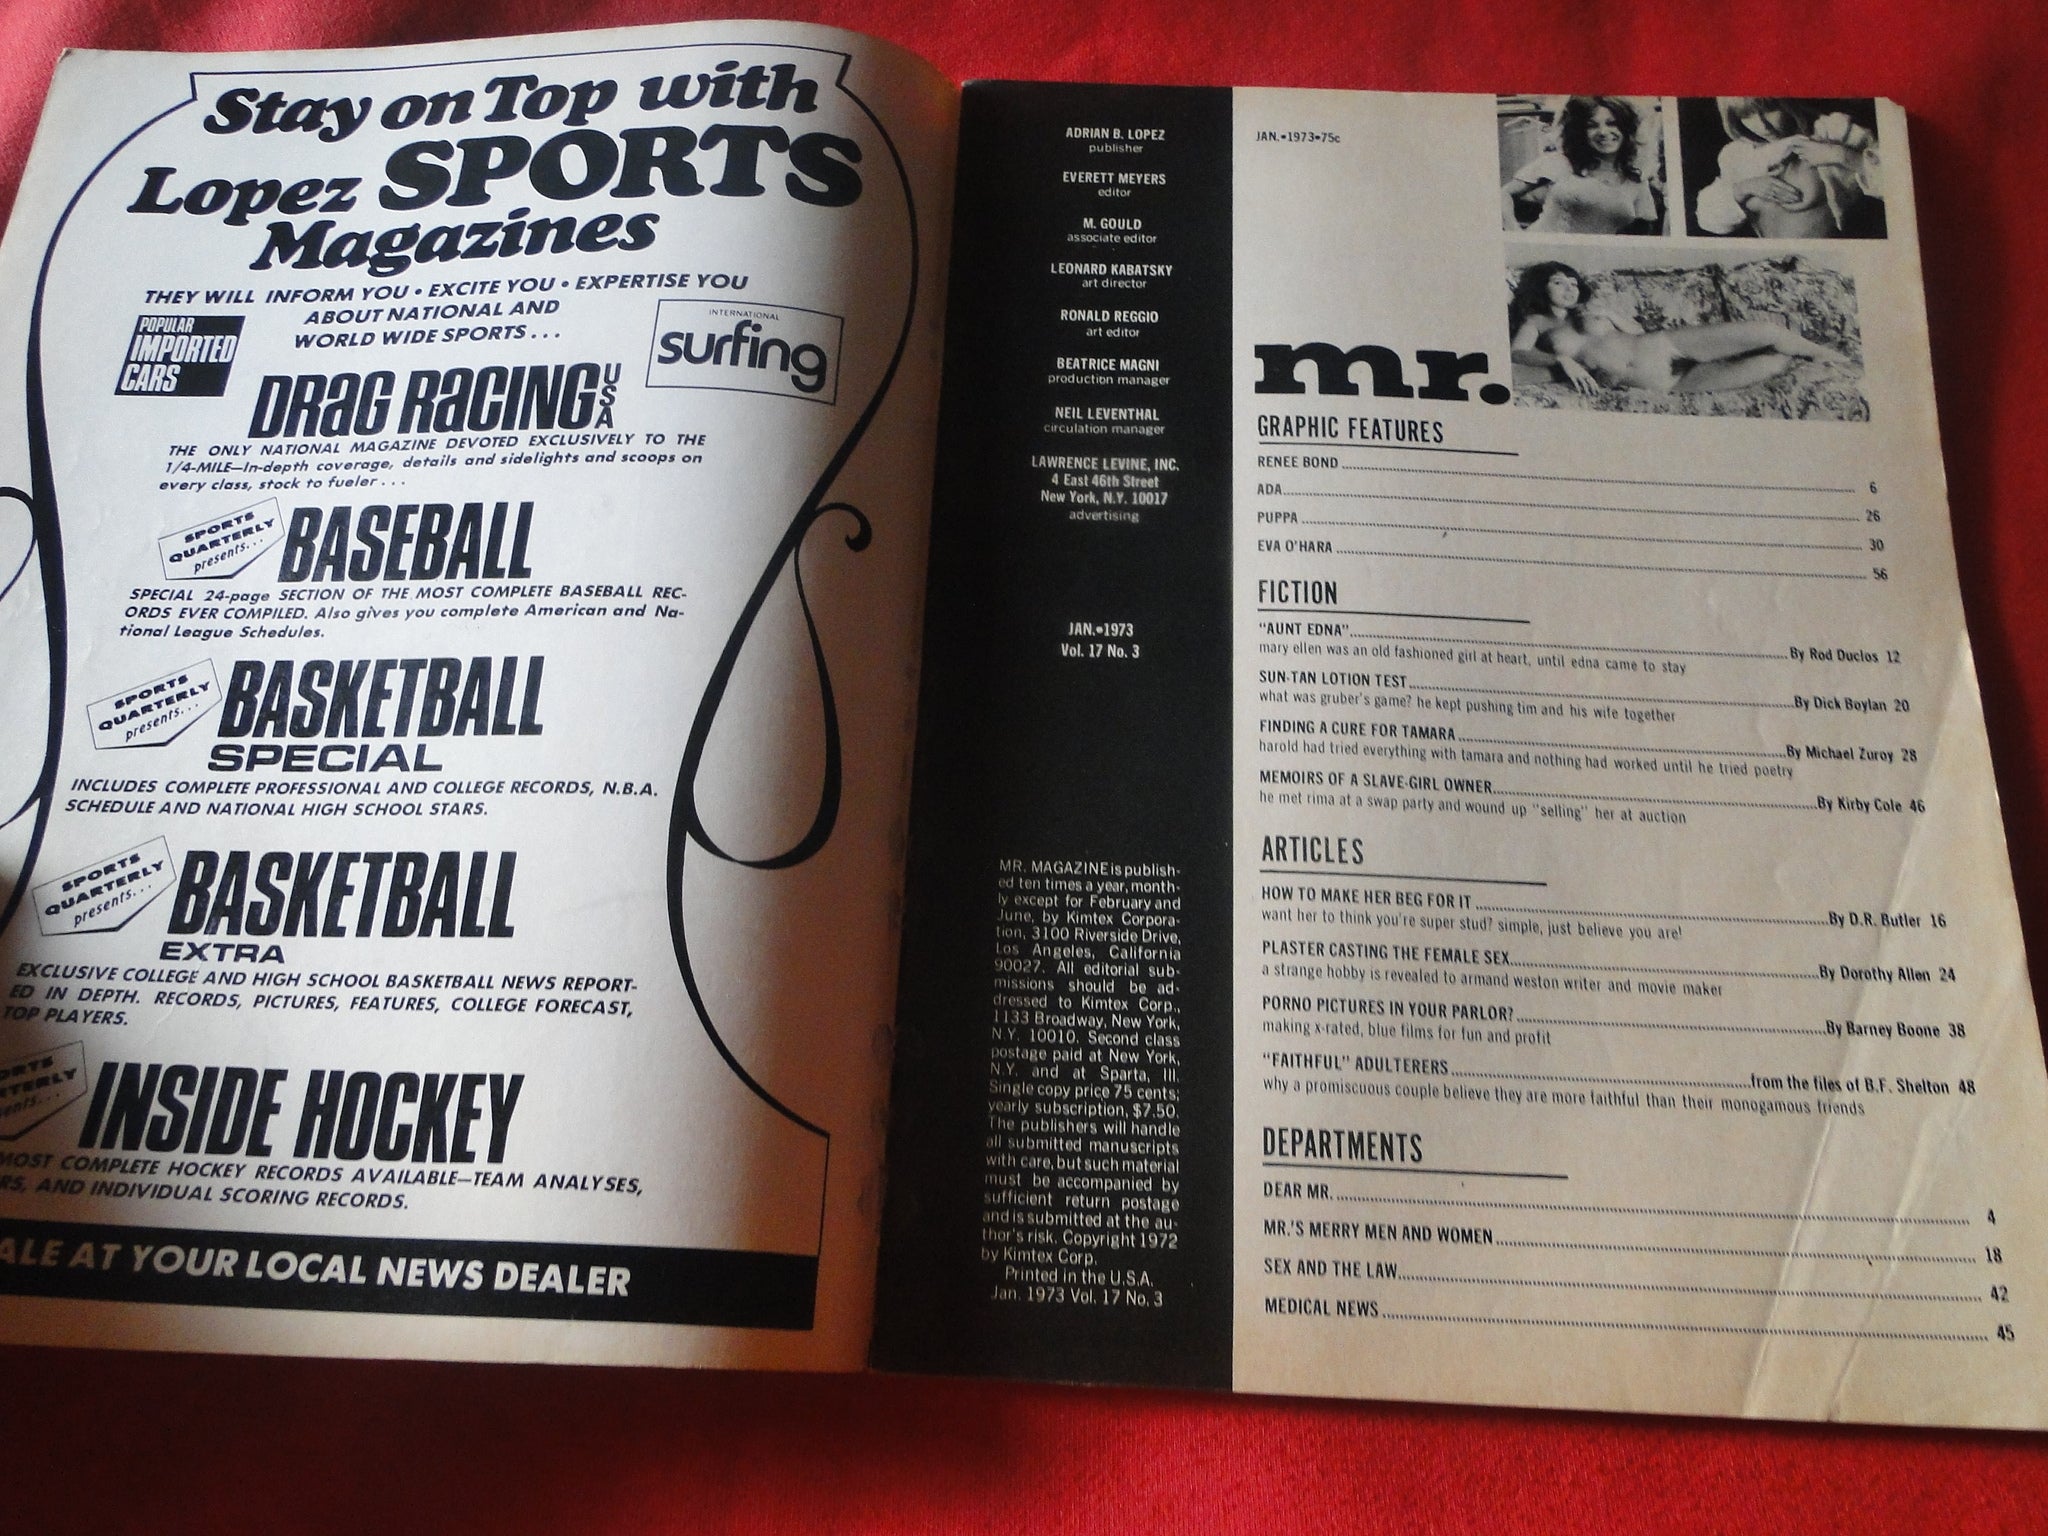 Stay on Top with
Lopez SPORTS
Magazines
THEY WILL INFORM YOU • EXCITE YOU • EXPERTISE YOU
ABOUT NATIONAL AND
WORLD WIDE SPORTS...
POPULAR
IMPORTED
CARS
INTERNATIONAL
surfing
DRAG RACING USA
THE ONLY NATIONAL MAGAZINE DEVOTED EXCLUSIVELY TO THE
1/4-MILE—In-depth coverage, details and sidelights and scoops on
every class, stock to fueler...
SPORTS
QUARTERLY
presents...
BASEBALL
SPECIAL 24-page SECTION OF THE MOST COMPLETE BASEBALL REC-
ORDS EVER COMPILED. Also gives you complete American and Na-
tional League Schedules.
SPORTS
QUARTERLY
presents...
BASKETBALL
SPECIAL
INCLUDES COMPLETE PROFESSIONAL AND COLLEGE RECORDS, N.B.A.
SCHEDULE AND NATIONAL HIGH SCHOOL STARS.
SPORTS
QUARTERLY
presents...
BASKETBALL
EXTRA
EXCLUSIVE COLLEGE AND HIGH SCHOOL BASKETBALL NEWS REPORT-
ED IN DEPTH. RECORDS, PICTURES, FEATURES, COLLEGE FORECAST,
TOP PLAYERS.
INSIDE HOCKEY
MOST COMPLETE HOCKEY RECORDS AVAILABLE—TEAM ANALYSES,
AND INDIVIDUAL SCORING RECORDS.
AT YOUR LOCAL NEWS DEALER
ADRIAN B. LOPEZ
publisher
EVERETT MEYERS
editor
M. GOULD
associate editor
LEONARD KABATSKY
art director
RONALD REGGIO
art editor
BEATRICE MAGNI
production manager
NEIL LEVENTHAL
circulation manager
LAWRENCE LEVINE, INC.
4 East 46th Street
New York, N.Y. 10017
advertising
JAN.•1973
Vol. 17 No. 3
MR. MAGAZINE is publish-
ed ten times a year, month-
ly except for February and
June, by Kimtex Corpora-
tion, 3100 Riverside Drive,
Los Angeles, California
90027. All editorial sub-
missions should be ad-
dressed to Kimtex Corp.,
1133 Broadway, New York,
N.Y. 10010. Second class
postage paid at New York,
N.Y. and at Sparta, Ill.
Single copy price 75 cents;
yearly subscription, $7.50.
The publishers will handle
all submitted manuscripts
with care, but such material
must be accompanied by
sufficient return postage
and is submitted at the au-
thor's risk. Copyright 1972
by Kimtex Corp.
Printed in the U.S.A.
Jan. 1973 Vol. 17 No. 3
JAN.•1973•75c
mr.
GRAPHIC FEATURES
RENEE BOND 6
ADA 26
PUPPA 30
EVA O'HARA 56
FICTION
"AUNT EDNA" By Rod Duclos 12
mary ellen was an old fashioned girl at heart, until edna came to stay
SUN-TAN LOTION TEST By Dick Boylan 20
what was gruber's game? he kept pushing tim and his wife together
FINDING A CURE FOR TAMARA By Michael Zuroy 28
harold had tried everything with tamara and nothing had worked until he tried poetry
MEMOIRS OF A SLAVE-GIRL OWNER By Kirby Cole 46
he met rima at a swap party and wound up "selling" her at auction
ARTICLES
HOW TO MAKE HER BEG FOR IT By D.R. Butler 16
want her to think you're super stud? simple, just believe you are!
PLASTER CASTING THE FEMALE SEX By Dorothy Allen 24
a strange hobby is revealed to armand weston writer and movie maker
PORNO PICTURES IN YOUR PARLOR? By Barney Boone 38
making x-rated, blue films for fun and profit
"FAITHFUL" ADULTERERS from the files of B.F. Shelton 48
why a promiscuous couple believe they are more faithful than their monogamous friends
DEPARTMENTS
DEAR MR. 4
MR.'S MERRY MEN AND WOMEN 18
SEX AND THE LAW 42
MEDICAL NEWS 45